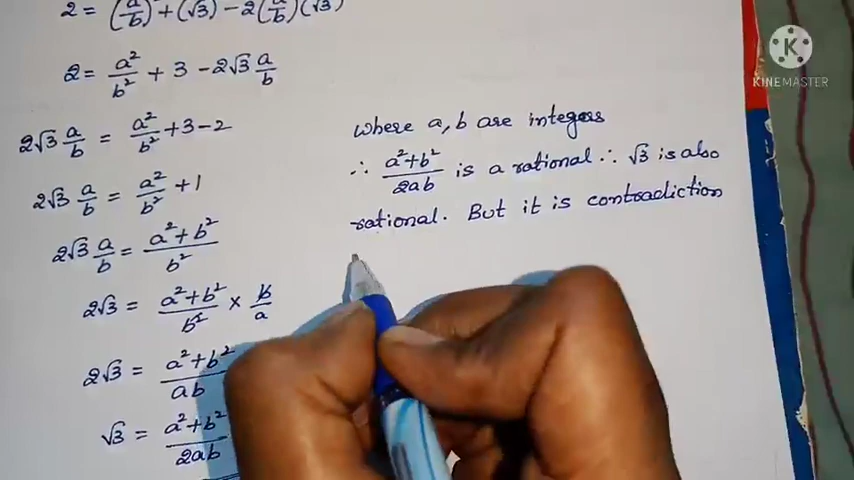 2 = (a/b)² + (√3)² - 2(a/b)(√3)
2 = a²/b² + 3 - 2√3 a/b
2√3 a/b = a²/b² + 3 - 2
2√3 a/b = a²/b² + 1
2√3 a/b = a² + b²/b²
2√3 = a² + b²/b² × b/a
2√3 = a² + b²/ab
√3 = a² + b²/2ab
where a, b are integers
∴ a² + b²/2ab is a rational ∴ √3 is also
rational. But it is contradiction
KINEMASTER